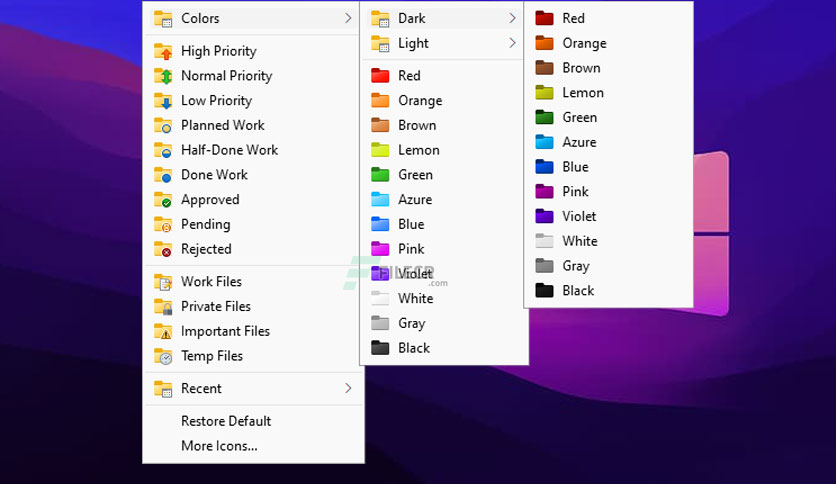 Colors
High Priority
Normal Priority
Low Priority
Planned Work
Half-Done Work
Done Work
Approved
Pending
Rejected
Work Files
Private Files
Important Files
Temp Files
Recent
Restore Default
More Icons...
Dark
Light
Red
Orange
Brown
Lemon
Green
Azure
Blue
Pink
Violet
White
Gray
Black
FILECR
.com
Red
Orange
Brown
Lemon
Green
Azure
Blue
Pink
Violet
White
Gray
Black